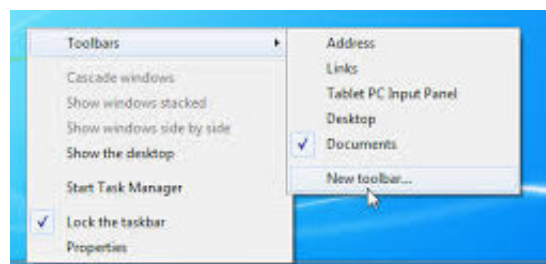 Toolbars
Cascade windows
Show windows stacked
Show windows side by side
Show the desktop
Start Task Manager
Lock the taskbar
Properties
Address
Links
Tablet PC Input Panel
Desktop
Documents
New toolbar...